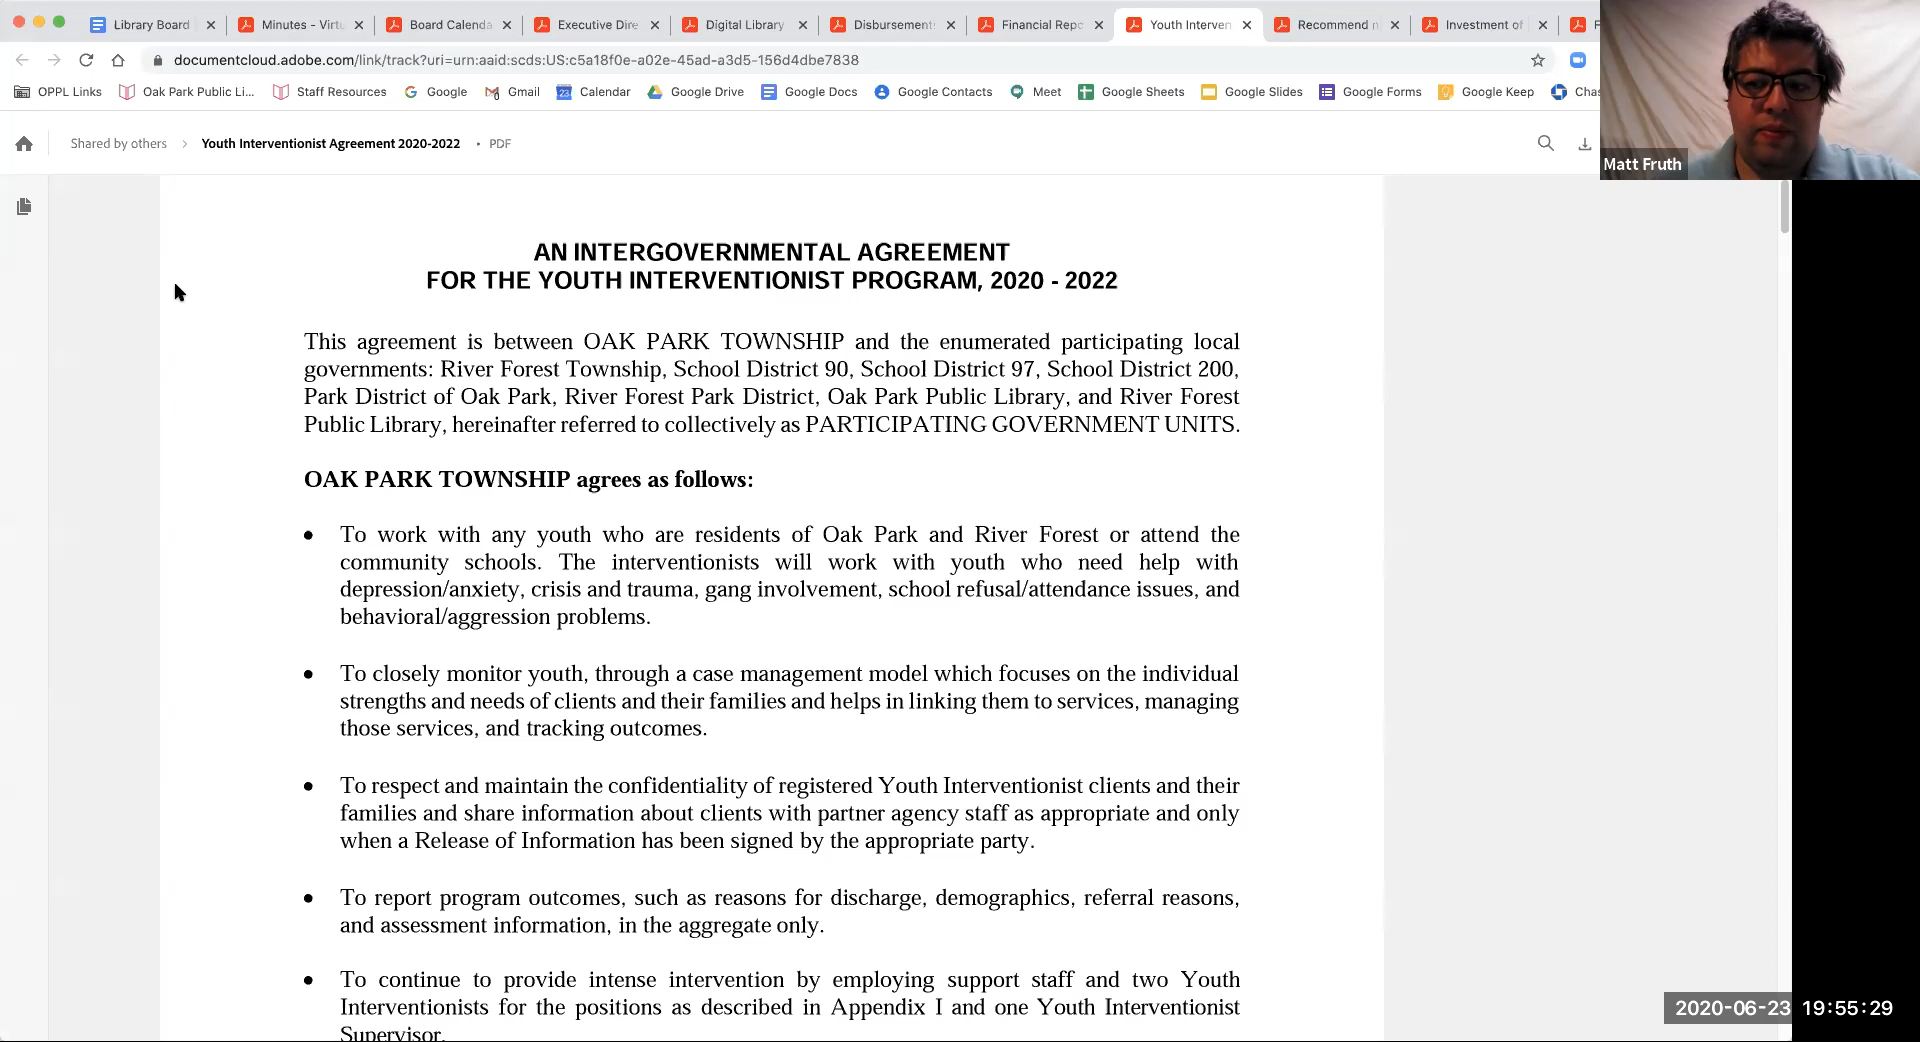 Library Board
Minutes - Virtu
Board Calenda
Executive Dire
Digital Library
Disbursement
Financial Repo
Youth Interven
Recommend n
Investment of
documentcloud.adobe.com/link/track?uri=urn:aaid:scds:US:c5a18f0e-a02e-45ad-a3d5-156d4dbe7838
OPPL Links
Oak Park Public Li...
Staff Resources
Google
Gmail
Calendar
Google Drive
Google Docs
Google Contacts
Meet
Google Sheets
Google Slides
Google Forms
Google Keep
Chas
Shared by others > Youth Interventionist Agreement 2020-2022 • PDF
Matt Fruth
AN INTERGOVERNMENTAL AGREEMENT
FOR THE YOUTH INTERVENTIONIST PROGRAM, 2020 - 2022
This agreement is between OAK PARK TOWNSHIP and the enumerated participating local
governments: River Forest Township, School District 90, School District 97, School District 200,
Park District of Oak Park, River Forest Park District, Oak Park Public Library, and River Forest
Public Library, hereinafter referred to collectively as PARTICIPATING GOVERNMENT UNITS.
OAK PARK TOWNSHIP agrees as follows:
• To work with any youth who are residents of Oak Park and River Forest or attend the
community schools. The interventionists will work with youth who need help with
depression/anxiety, crisis and trauma, gang involvement, school refusal/attendance issues, and
behavioral/aggression problems.
• To closely monitor youth, through a case management model which focuses on the individual
strengths and needs of clients and their families and helps in linking them to services, managing
those services, and tracking outcomes.
• To respect and maintain the confidentiality of registered Youth Interventionist clients and their
families and share information about clients with partner agency staff as appropriate and only
when a Release of Information has been signed by the appropriate party.
• To report program outcomes, such as reasons for discharge, demographics, referral reasons,
and assessment information, in the aggregate only.
• To continue to provide intense intervention by employing support staff and two Youth
Interventionists for the positions as described in Appendix I and one Youth Interventionist
Supervisor.
2020-06-23 19:55:29